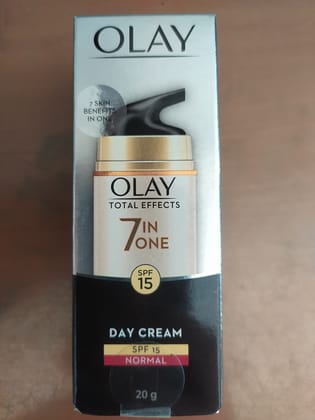 OLAY
7 SKIN
BENEFITS
IN ONE
OLAY
TOTAL EFFECTS
7 IN
ONE
SPF
15
DAY CREAM
SPF 15
NORMAL
20 g